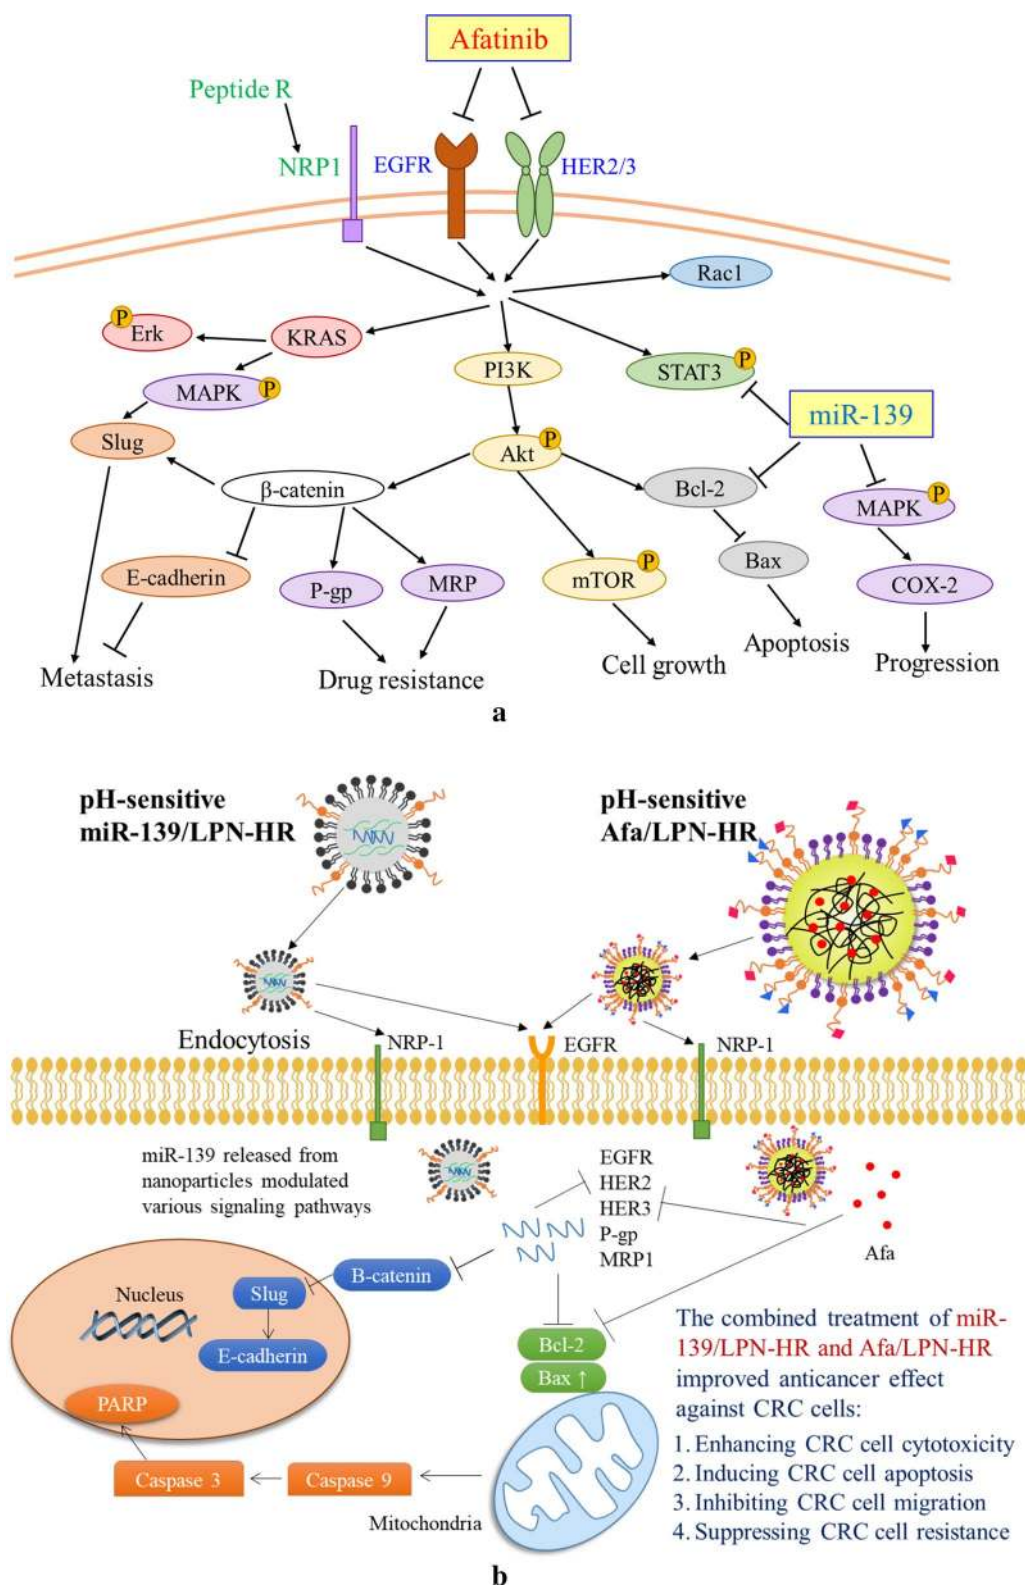 Afatinib
Peptide R
NRP1
EGFR
HER2/3
Rac1
P
Erk
KRAS
PI3K
STAT3
P
MAPK
P
miR-139
Slug
Akt
P
β-catenin
Bcl-2
MAPK
P
E-cadherin
P-gp
MRP
mTOR
P
Bax
COX-2
Metastasis
Drug resistance
Cell growth
Apoptosis
Progression
a
pH-sensitive
miR-139/LPN-HR
pH-sensitive
Afa/LPN-HR
Endocytosis
NRP-1
EGFR
NRP-1
miR-139 released from
nanoparticles modulated
various signaling pathways
EGFR
HER2
HER3
P-gp
MRP1
Afa
B-catenin
Slug
Nucleus
E-cadherin
PARP
Bcl-2
Bax ↑
Caspase 3
Caspase 9
Mitochondria
The combined treatment of miR-
139/LPN-HR and Afa/LPN-HR
improved anticancer effect
against CRC cells:
1. Enhancing CRC cell cytotoxicity
2. Inducing CRC cell apoptosis
3. Inhibiting CRC cell migration
4. Suppressing CRC cell resistance
b